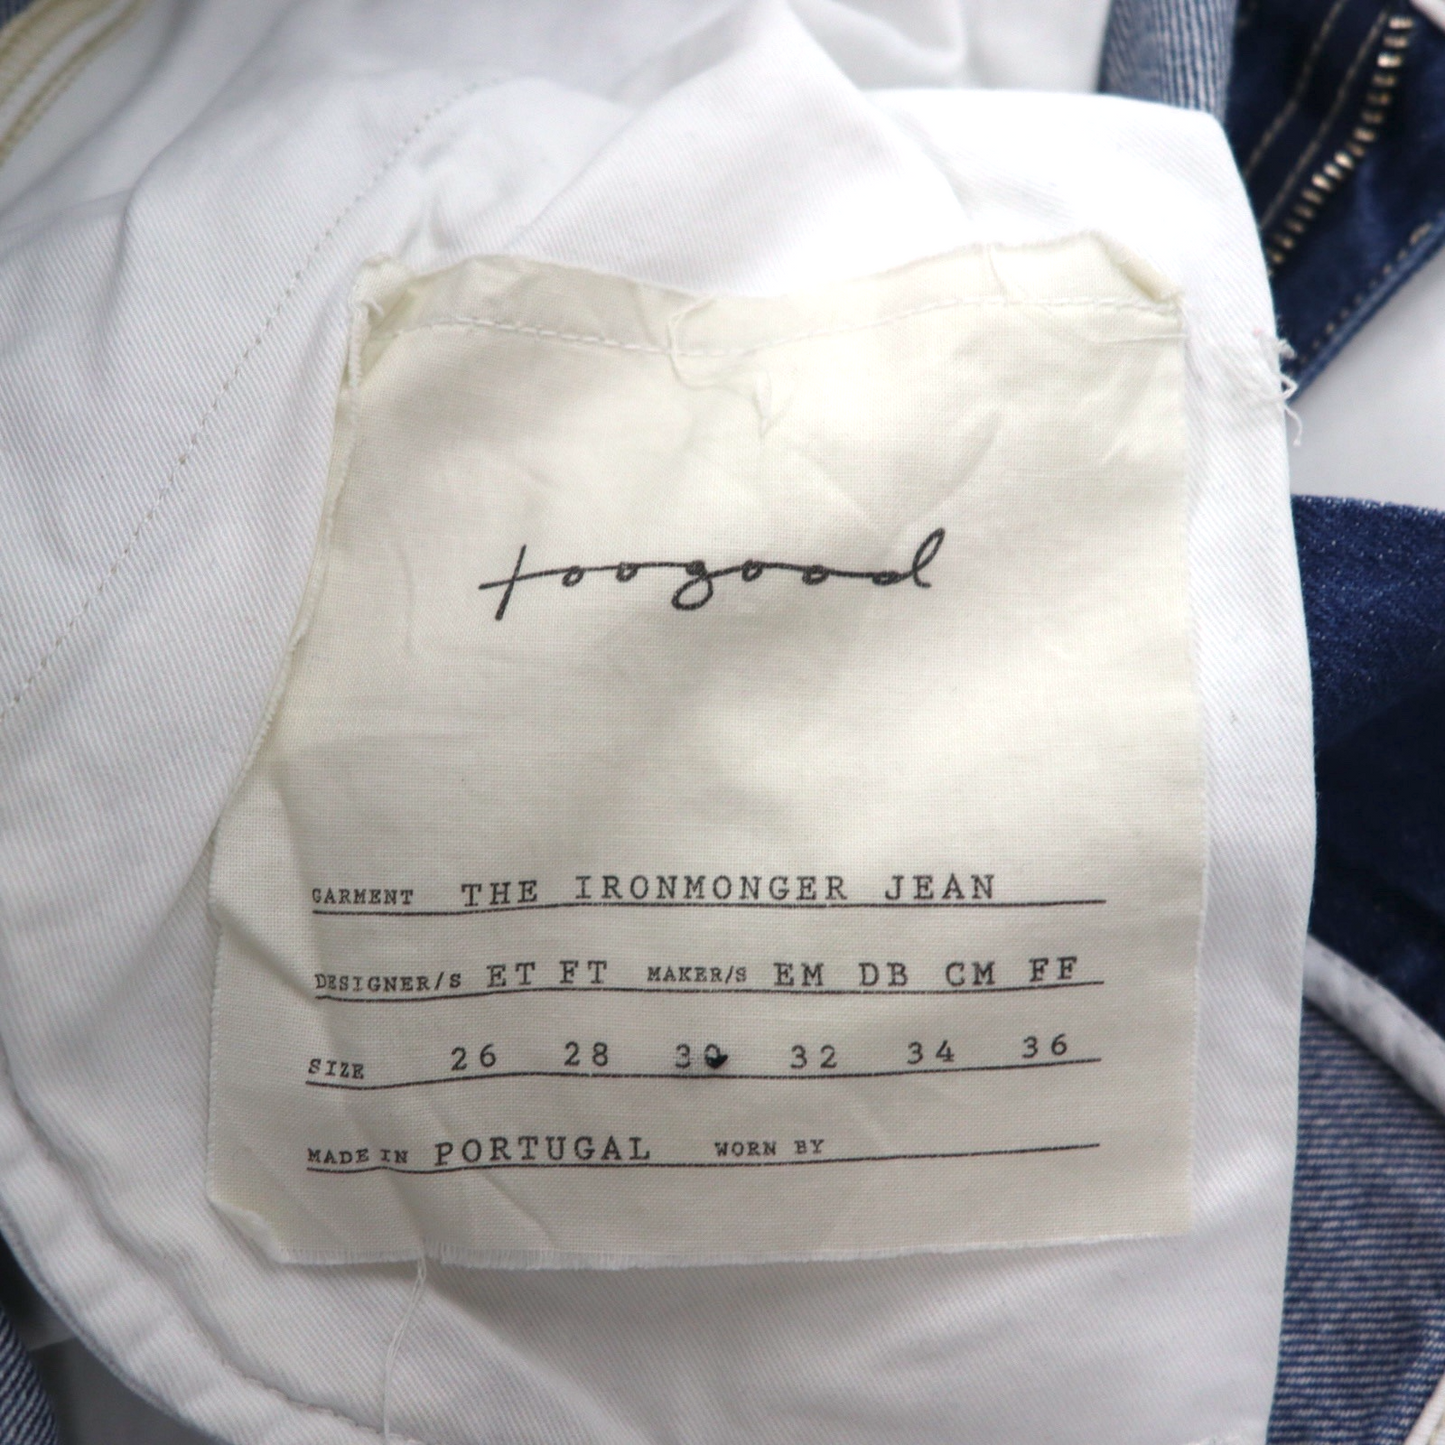 toogood
GARMENT THE IRONMONGER JEAN
DESIGNER/S ET FT MAKER/S EM DB CM FF
SIZE 26 28 30 32 34 36
MADE IN PORTUGAL WORN BY